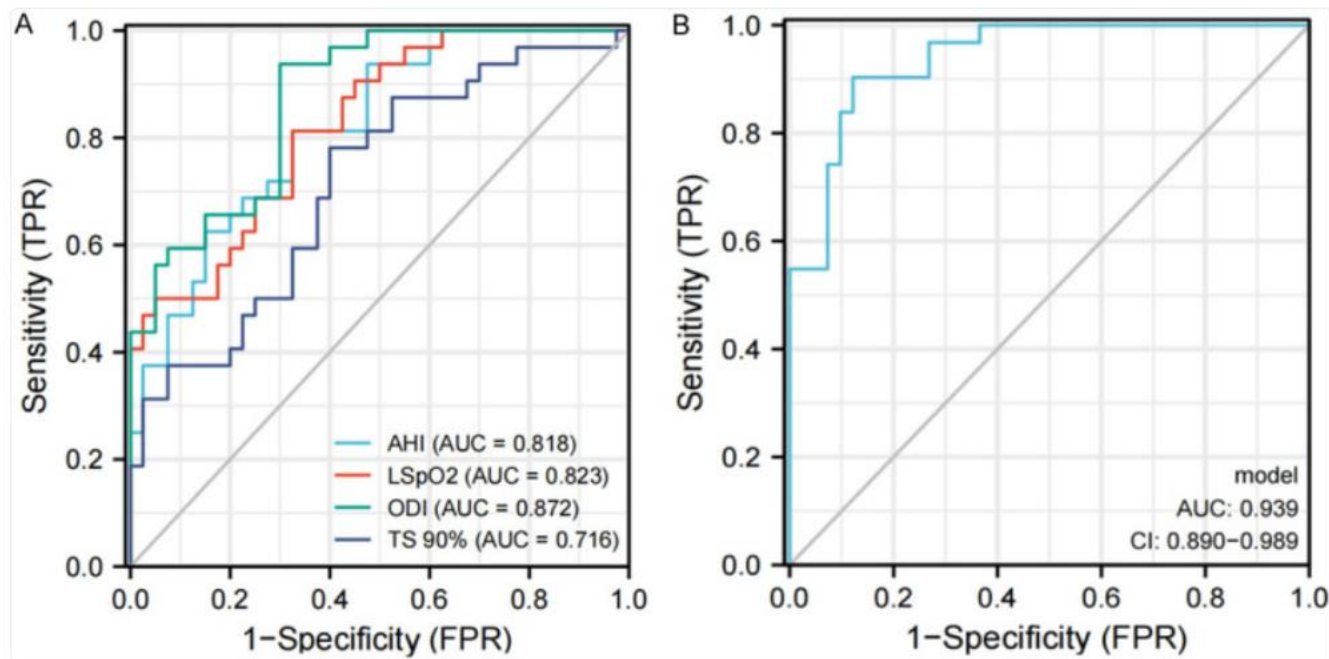 A
Sensitivity (TPR)
1.0
0.8
0.6
0.4
0.2
0.0
AHI (AUC = 0.818)
LSpO2 (AUC = 0.823)
ODI (AUC = 0.872)
TS 90% (AUC = 0.716)
0.0 0.2 0.4 0.6 0.8 1.0
1−Specificity (FPR)
B
Sensitivity (TPR)
1.0
0.8
0.6
0.4
0.2
0.0
model
AUC: 0.939
CI: 0.890−0.989
0.0 0.2 0.4 0.6 0.8 1.0
1−Specificity (FPR)